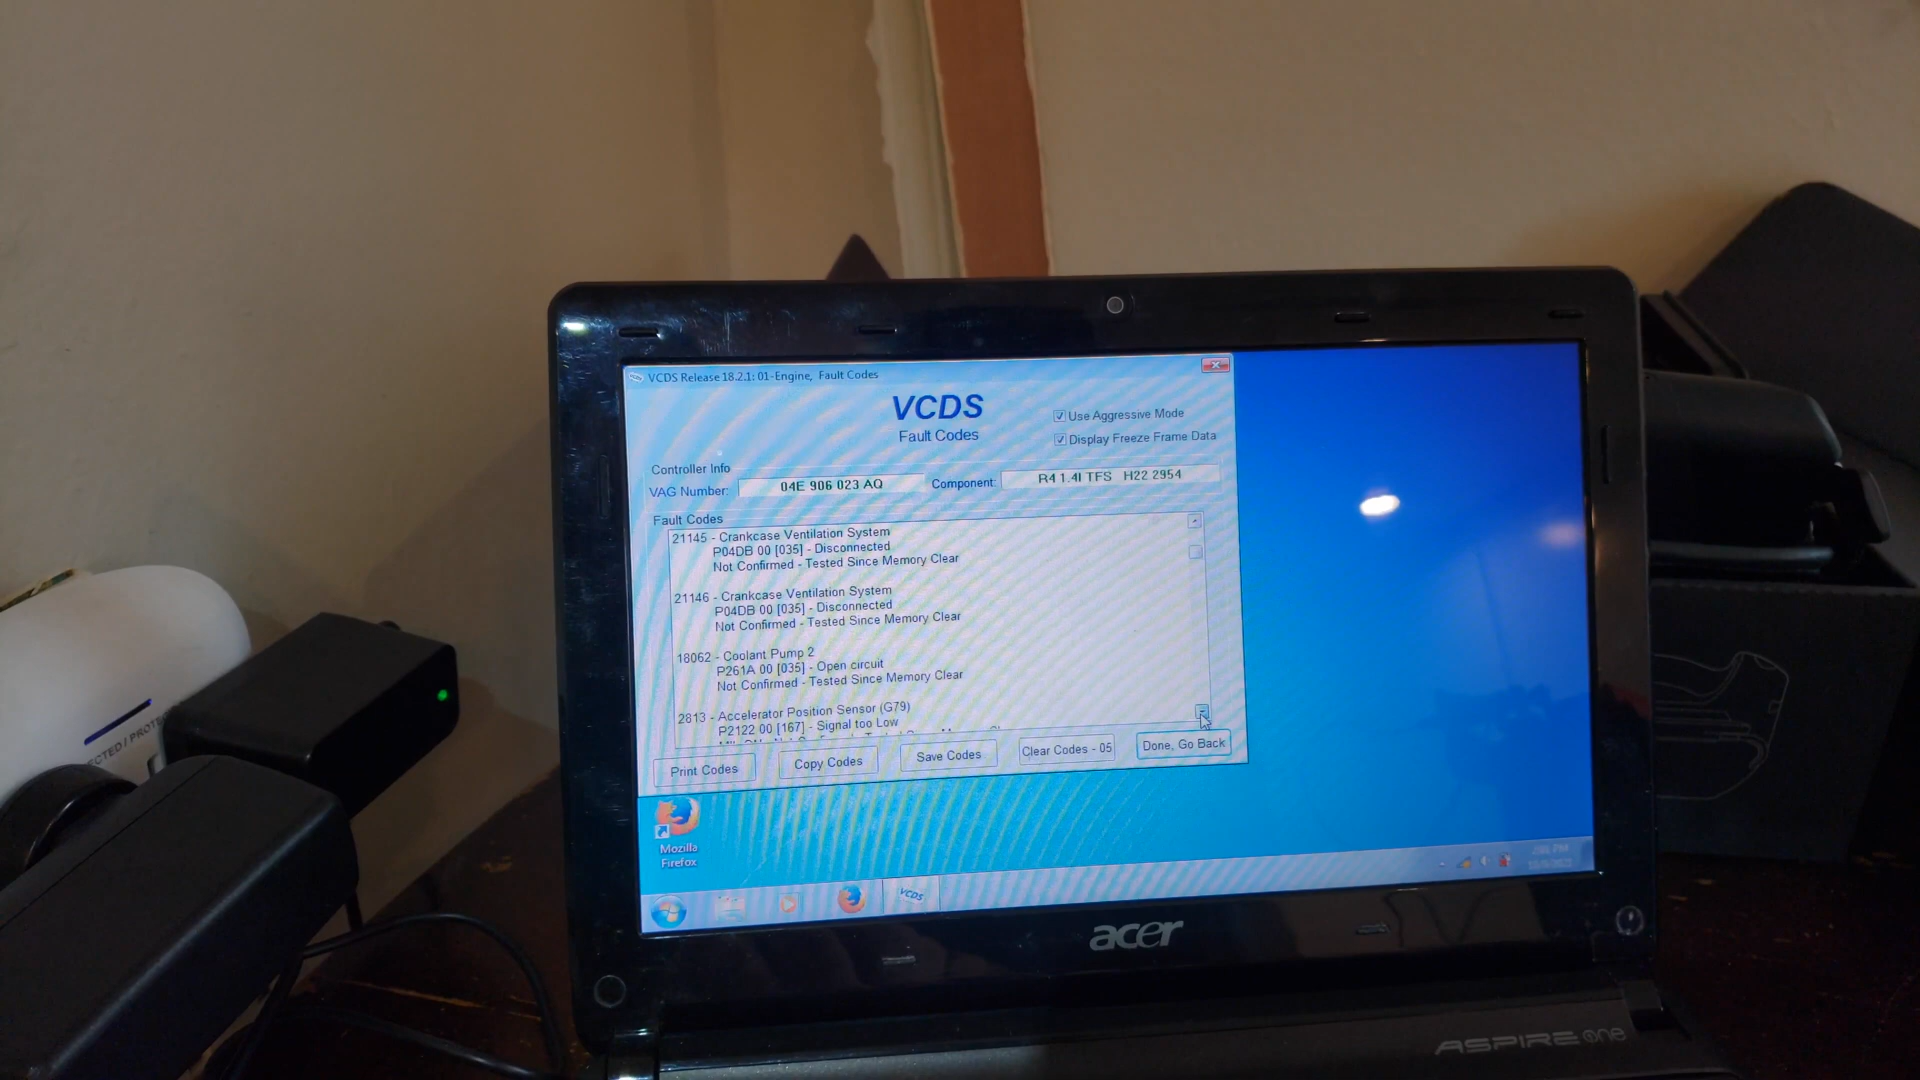 VCDS Release 18.2.1: 01-Engine, Fault Codes
VCDS
Fault Codes
Use Aggressive Mode
Display Freeze Frame Data
Controller Info
VAG Number: 04E 906 023 AQ Component: R4 1.4l TFS H22 2954
Fault Codes
21145 - Crankcase Ventilation System
P04DB 00 [035] - Disconnected
Not Confirmed - Tested Since Memory Clear
21146 - Crankcase Ventilation System
P04DB 00 [035] - Disconnected
Not Confirmed - Tested Since Memory Clear
18062 - Coolant Pump 2
P261A 00 [035] - Open circuit
Not Confirmed - Tested Since Memory Clear
2813 - Accelerator Position Sensor (G79)
P2122 00 [167] - Signal too Low
Print Codes
Copy Codes
Save Codes
Clear Codes - 05
Done, Go Back
Mozilla
Firefox
VCDS
acer
ASPIRE one